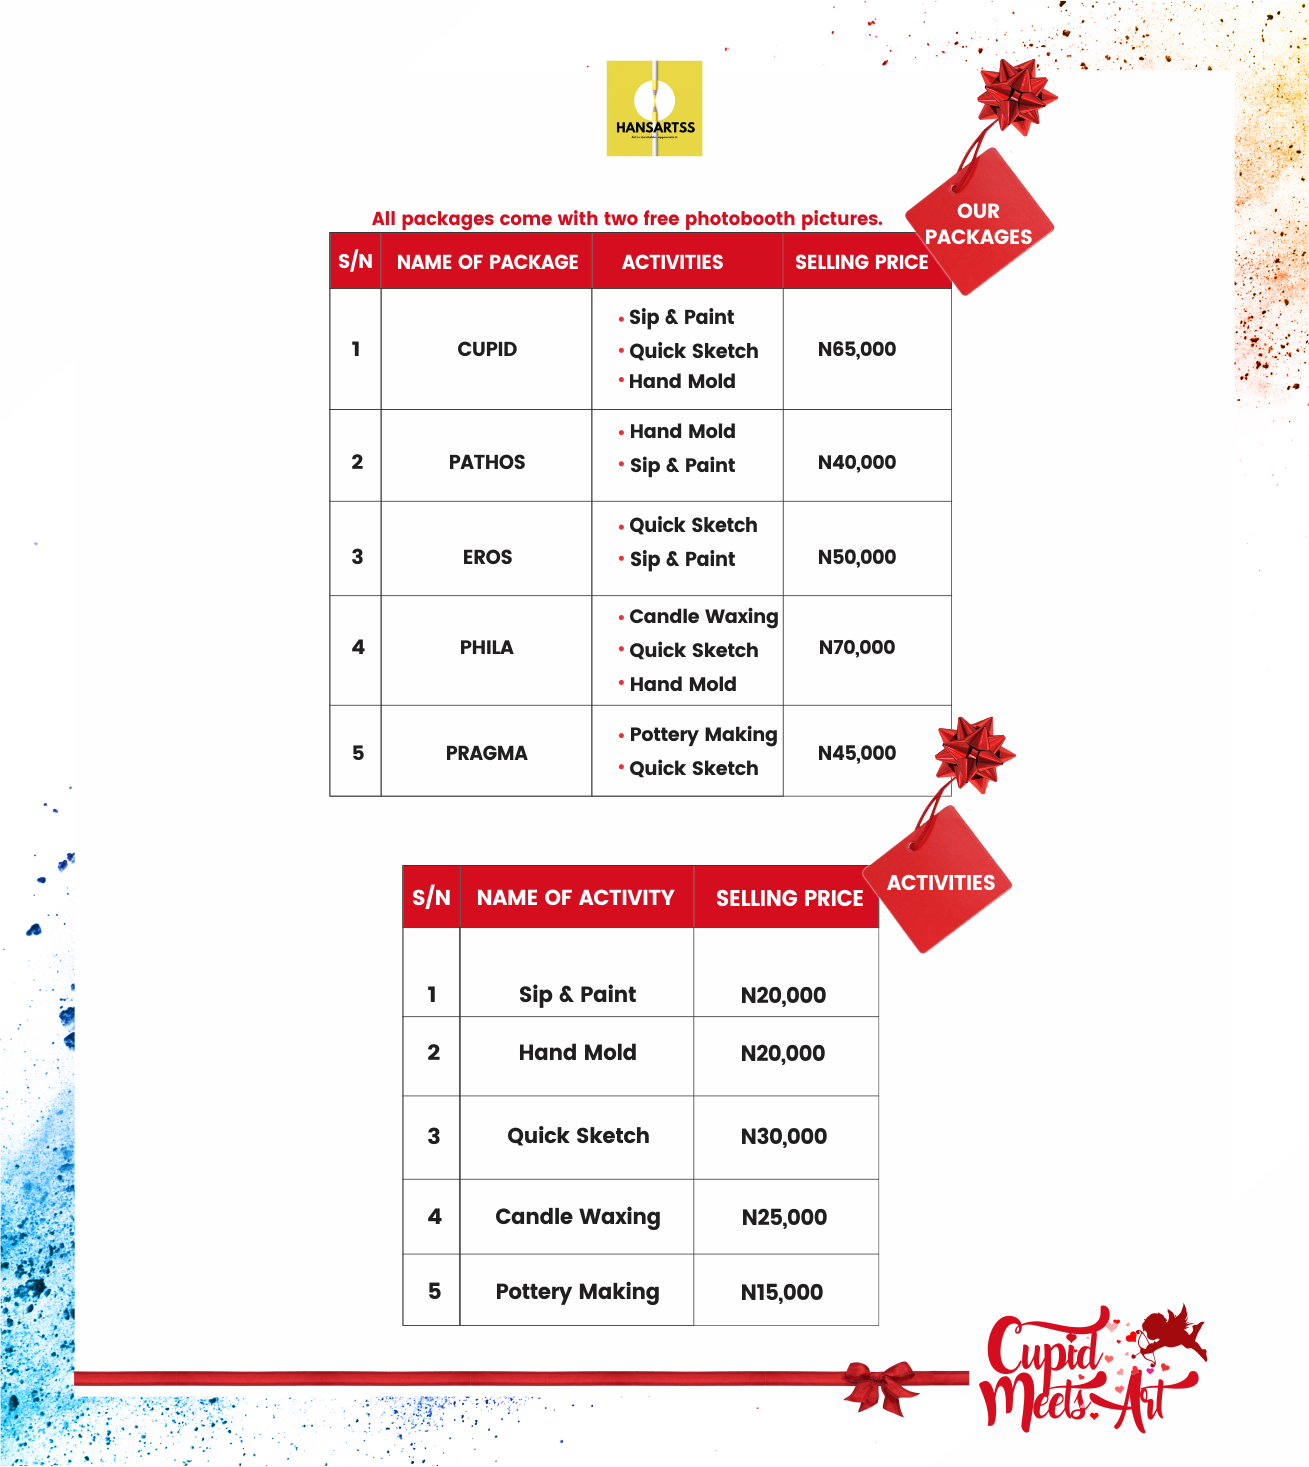 HANSARTSS
OUR
PACKAGES
All packages come with two free photobooth pictures.
S/N NAME OF PACKAGE ACTIVITIES SELLING PRICE
1 CUPID • Sip & Paint • Quick Sketch • Hand Mold N65,000
2 PATHOS • Hand Mold • Sip & Paint N40,000
3 EROS • Quick Sketch • Sip & Paint N50,000
4 PHILA • Candle Waxing • Quick Sketch • Hand Mold N70,000
5 PRAGMA • Pottery Making • Quick Sketch N45,000
ACTIVITIES
S/N NAME OF ACTIVITY SELLING PRICE
1 Sip & Paint N20,000
2 Hand Mold N20,000
3 Quick Sketch N30,000
4 Candle Waxing N25,000
5 Pottery Making N15,000
Cupid
Meets Art